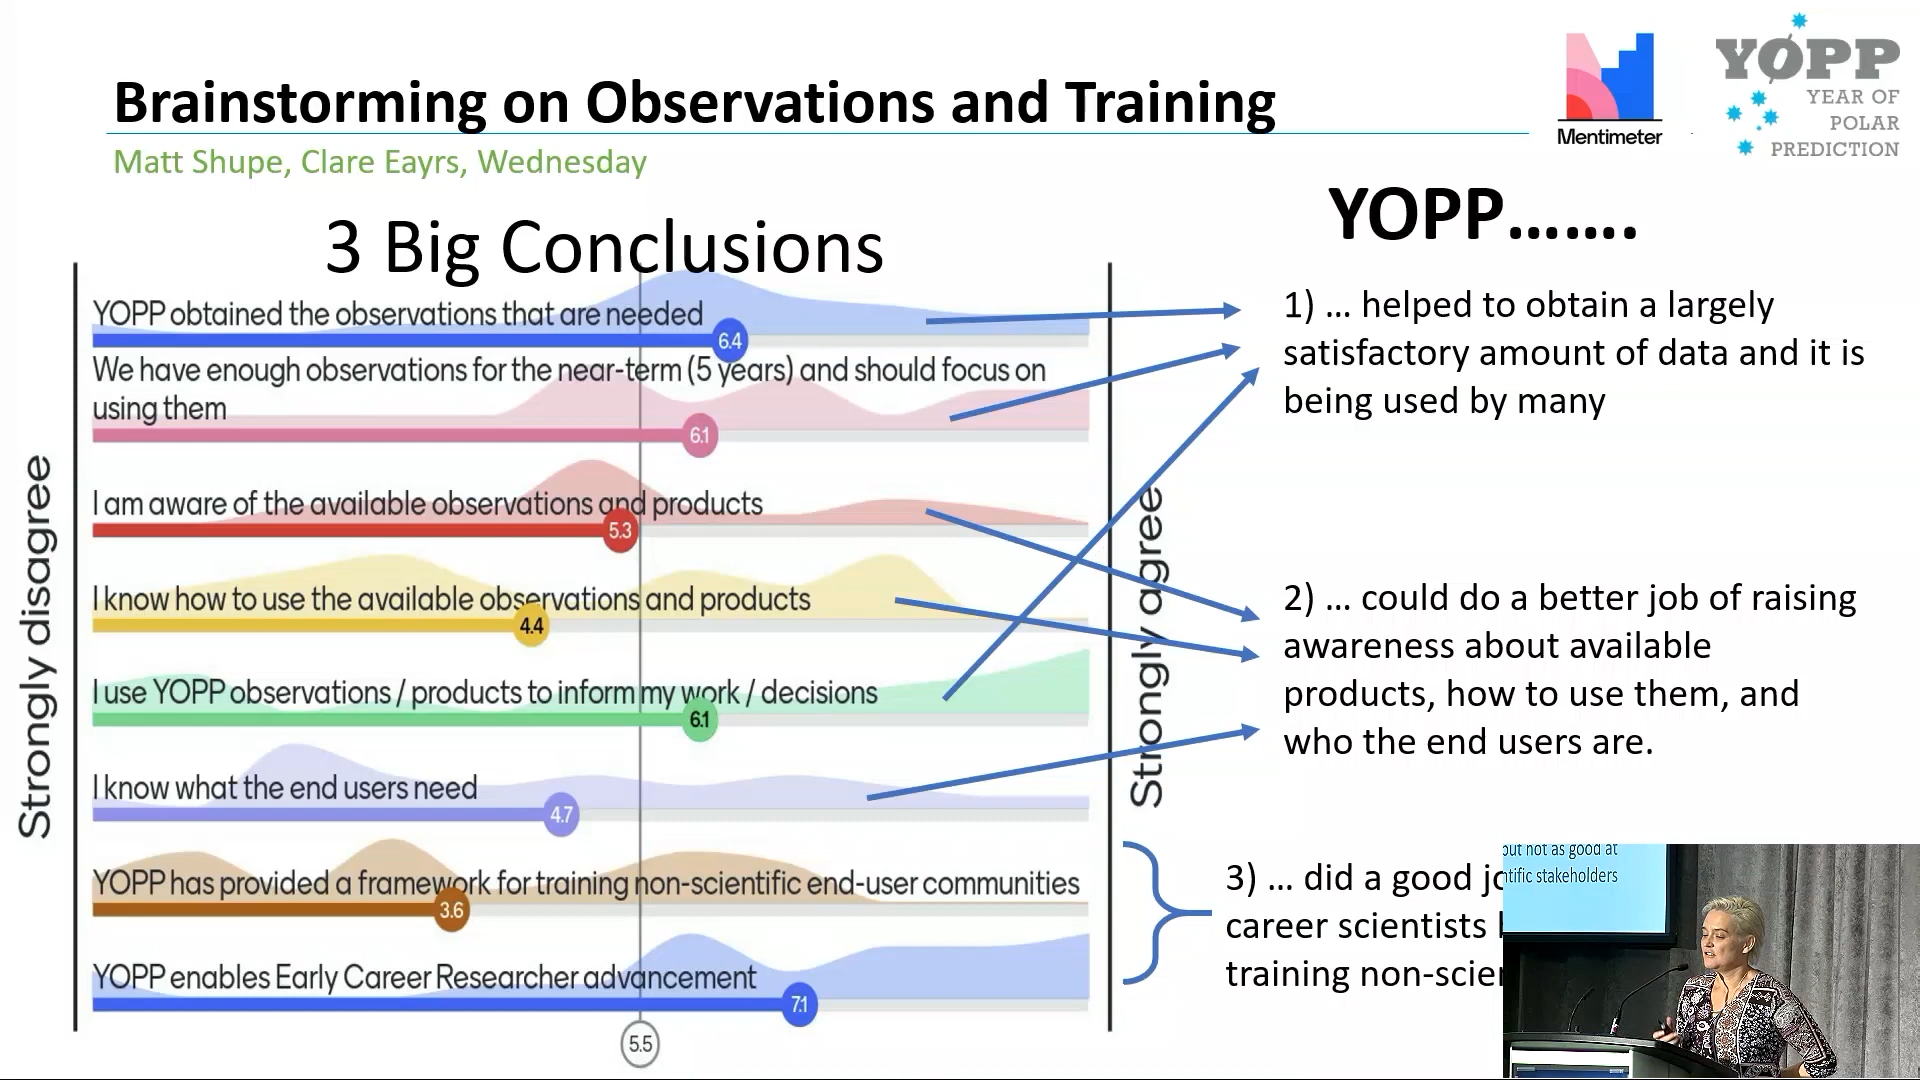 Brainstorming on Observations and Training
Matt Shupe, Clare Eayrs, Wednesday
Mentimeter
YOPP
YEAR OF
POLAR
PREDICTION
3 Big Conclusions
YOPP.......
Strongly disagree
YOPP obtained the observations that are needed
6.4
We have enough observations for the near-term (5 years) and should focus on
using them
6.1
I am aware of the available observations and products
5.3
I know how to use the available observations and products
4.4
I use YOPP observations / products to inform my work / decisions
6.1
I know what the end users need
4.7
YOPP has provided a framework for training non-scientific end-user communities
3.6
YOPP enables Early Career Researcher advancement
7.1
5.5
Strongly agree
1) ... helped to obtain a largely
satisfactory amount of data and it is
being used by many
2) ... could do a better job of raising
awareness about available
products, how to use them, and
who the end users are.
3) ... did a good
career scientists
training
but not as good at
stakeholders